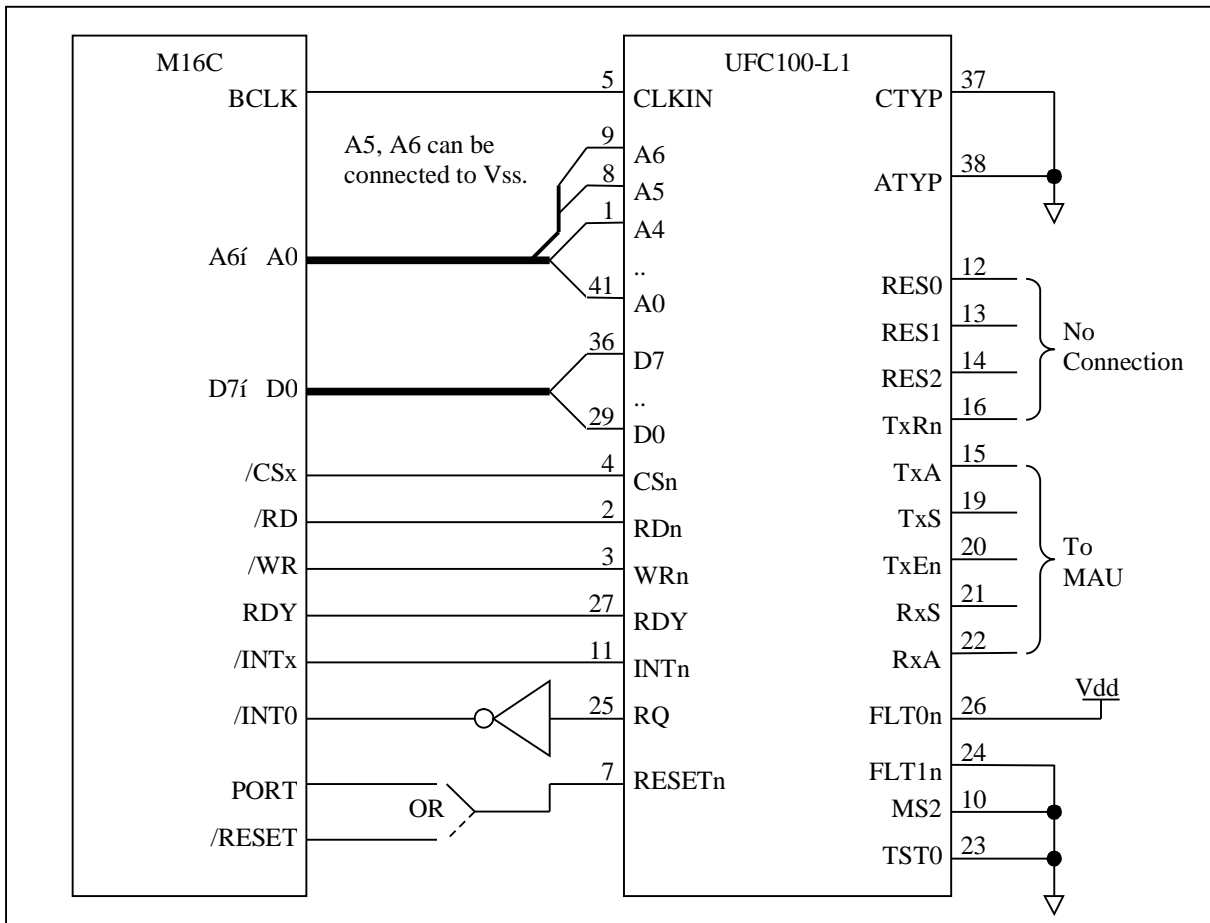 M16C
UFC100-L1
BCLK
5
CLKIN
CTYP
37
A5, A6 can be
connected to Vss.
9
A6
8
A5
ATYP
38
1
A4
A6í A0
..
41
A0
RES0
12
RES1
13
No
Connection
36
D7
RES2
14
D7í D0
..
TxRn
16
29
D0
/CSx
4
CSn
TxA
15
/RD
2
RDn
TxS
19
/WR
3
WRn
TxEn
20
To
MAU
RDY
27
RDY
RxS
21
/INTx
11
INTn
RxA
22
Vdd
/INT0
25
RQ
FLT0n
26
PORT
7
RESETn
FLT1n
24
OR
MS2
10
/RESET
TST0
23